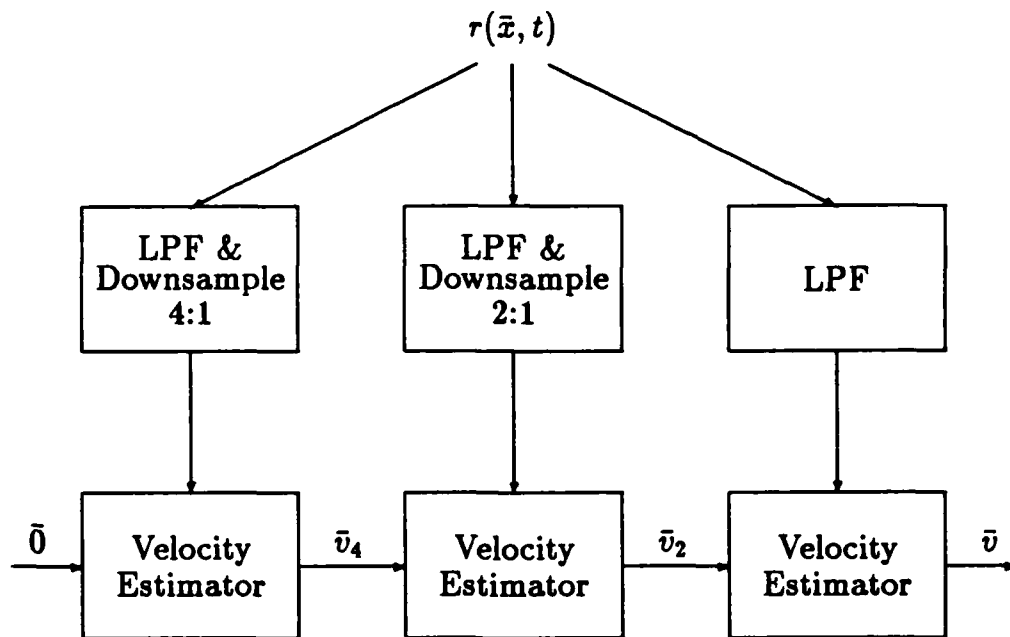 r(x̄, t)
LPF &
Downsample
4:1
LPF &
Downsample
2:1
LPF
0̄
Velocity
Estimator
v̄₄
Velocity
Estimator
v̄₂
Velocity
Estimator
v̄